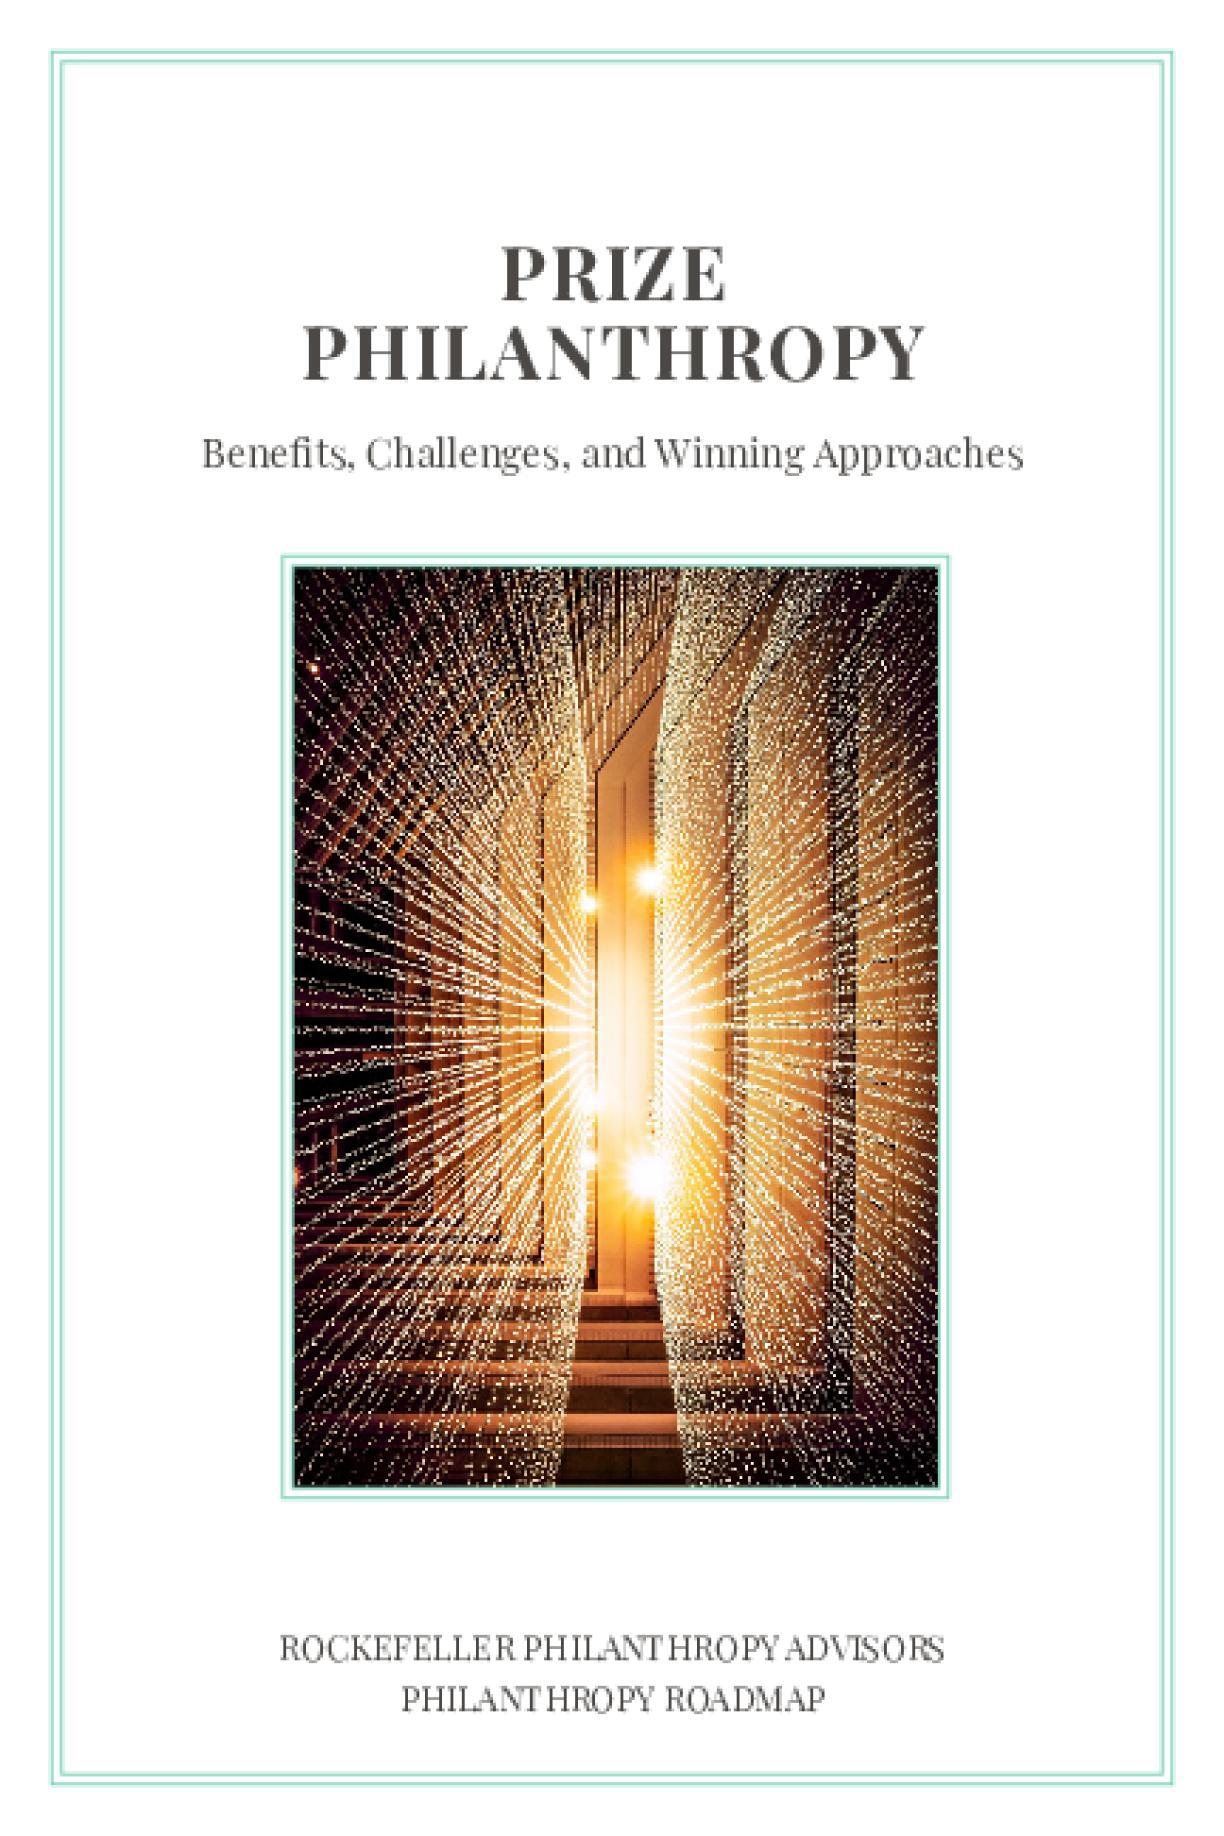 PRIZE
PHILANTHROPY
Benefits, Challenges, and Winning Approaches
ROCKEFELLER PHILANTHROPY ADVISORS
PHILANTHROPY ROADMAP